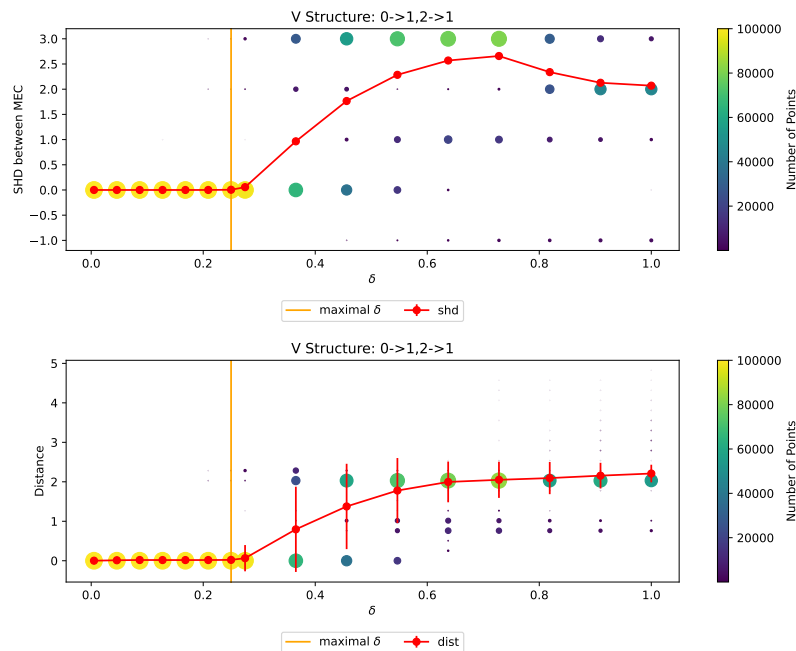 V Structure: 0->1,2->1
3.0
2.5
2.0
1.5
1.0
0.5
0.0
−0.5
−1.0
SHD between MEC
0.0 0.2 0.4 0.6 0.8 1.0
δ
100000
80000
60000
40000
20000
Number of Points
maximal δ shd
V Structure: 0->1,2->1
5
4
3
2
1
0
Distance
0.0 0.2 0.4 0.6 0.8 1.0
δ
100000
80000
60000
40000
20000
Number of Points
maximal δ dist